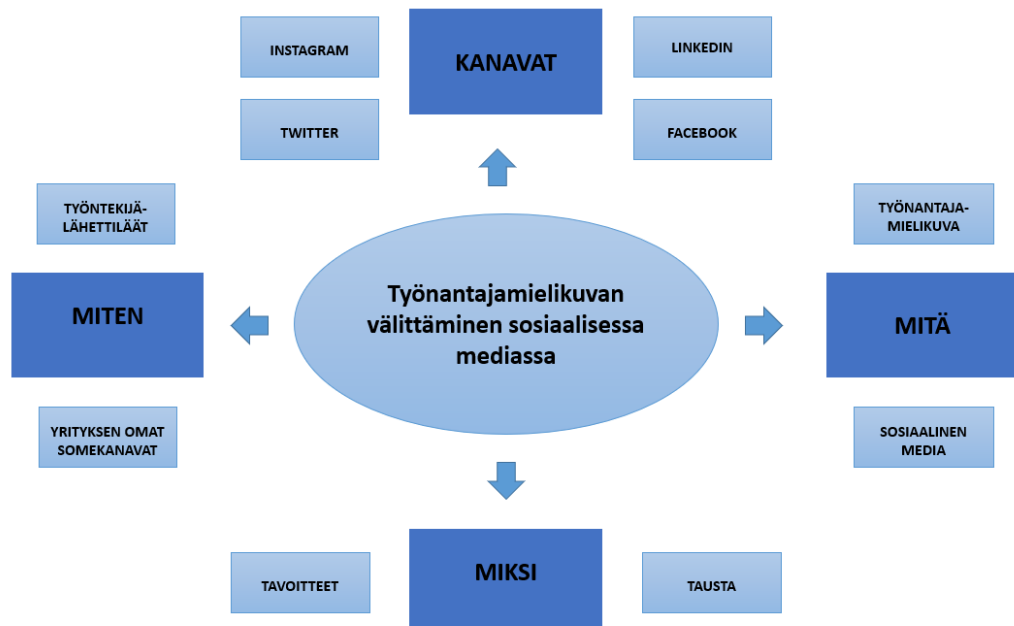 INSTAGRAM
KANAVAT
LINKEDIN
TWITTER
FACEBOOK
TYÖNTEKIJÄ-
LÄHETTILÄÄT
TYÖNANTAJA-
MIELIKUVA
MITEN
Työnantajamielikuvan
välittäminen sosiaalisessa
mediassa
MITÄ
YRITYKSEN OMAT
SOMEKANAVAT
SOSIAALINEN
MEDIA
TAVOITTEET
MIKSI
TAUSTA